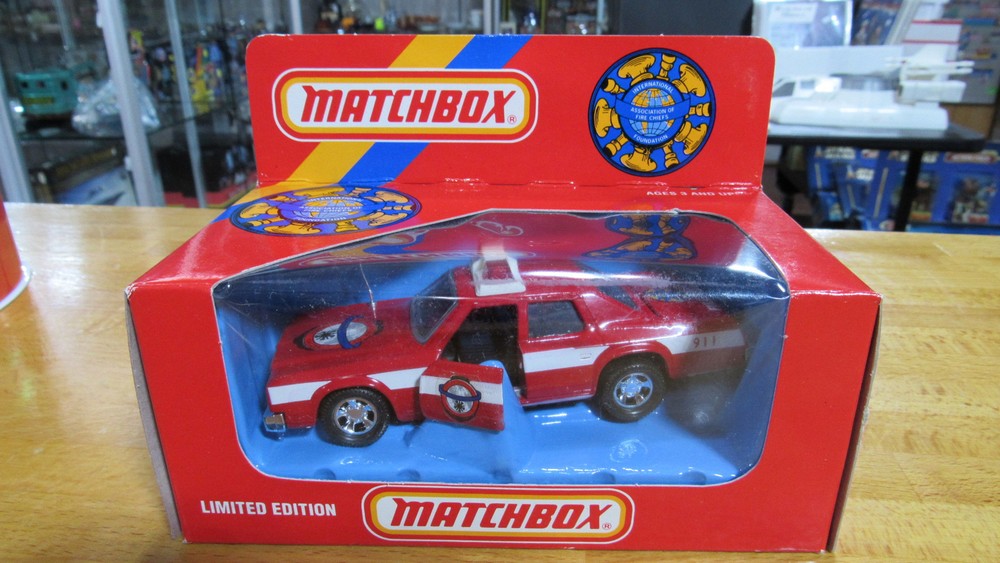 MATCHBOX®
INTERNATIONAL
ASSOCIATION OF
FIRE CHIEFS
FOUNDATION
AGES 3 AND UP
911
LIMITED EDITION
MATCHBOX®